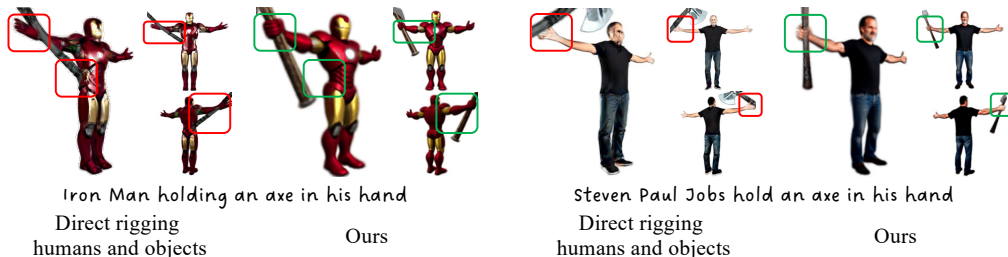 Iron Man holding an axe in his hand
Steven Paul Jobs hold an axe in his hand
Direct rigging
humans and objects
Ours
Direct rigging
humans and objects
Ours